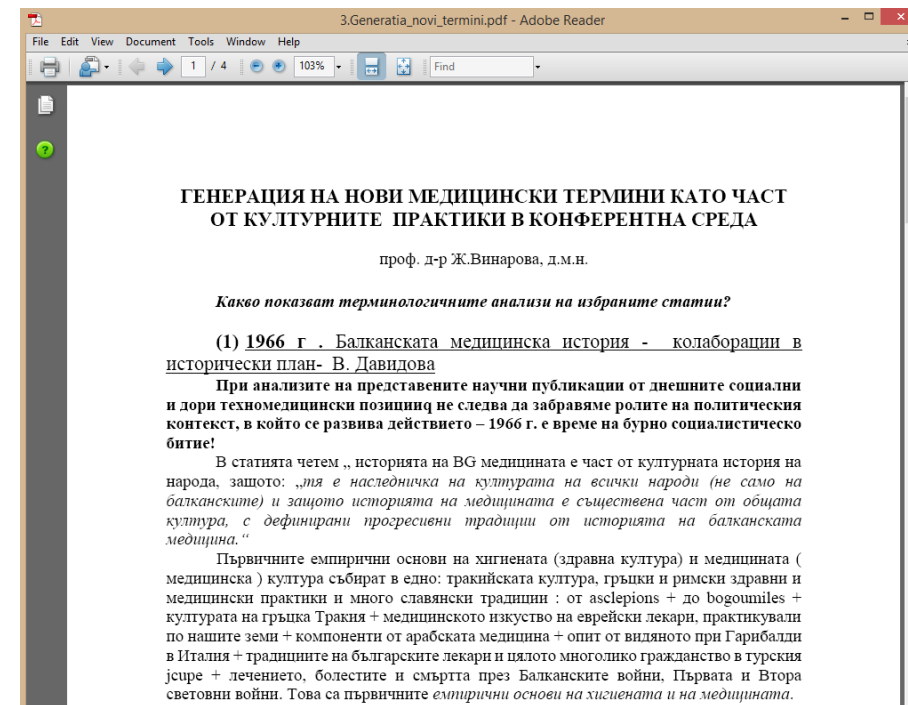 3.Generatia_novi_termini.pdf - Adobe Reader
File Edit View Document Tools Window Help
1 / 4 103% Find
ГЕНЕРАЦИЯ НА НОВИ МЕДИЦИНСКИ ТЕРМИНИ КАТО ЧАСТ
ОТ КУЛТУРНИТЕ ПРАКТИКИ В КОНФЕРЕНТНА СРЕДА
проф. д-р Ж.Винарова, д.м.н.
Какво показват терминологичните анализи на избраните статии?
(1) 1966 г . Балканската медицинска история - колаборации в
исторически план- В. Давидова
При анализите на представените научни публикации от днешните социални
и дори техномедицински позицииq не следва да забравяме ролите на политическия
контекст, в който се развива действието – 1966 г. е време на бурно социалистическо
битие!
В статията четем „ историята на BG медицината е част от културната история на
народа, защото: „тя е наследничка на културата на всички народи (не само на
балканските) и защото историята на медицината е съществена част от общата
култура, с дефинирани прогресивни традиции от историята на балканската
медицина.“
Първичните емпирични основи на хигиената (здравна култура) и медицината (
медицинска ) култура събират в едно: тракийската култура, гръцки и римски здравни и
медицински практики и много славянски традиции : от asclepions + до bogoumiles +
културата на гръцка Тракия + медицинското изкуство на еврейски лекари, практикували
по нашите земи + компоненти от арабската медицина + опит от видяното при Гарибалди
в Италия + традициите на българските лекари и цялото многолико гражданство в турския
jcupe + лечението, болестите и смъртта през Балканските войни, Първата и Втора
световни войни. Това са първичните емпирични основи на хигиената и на медицината.